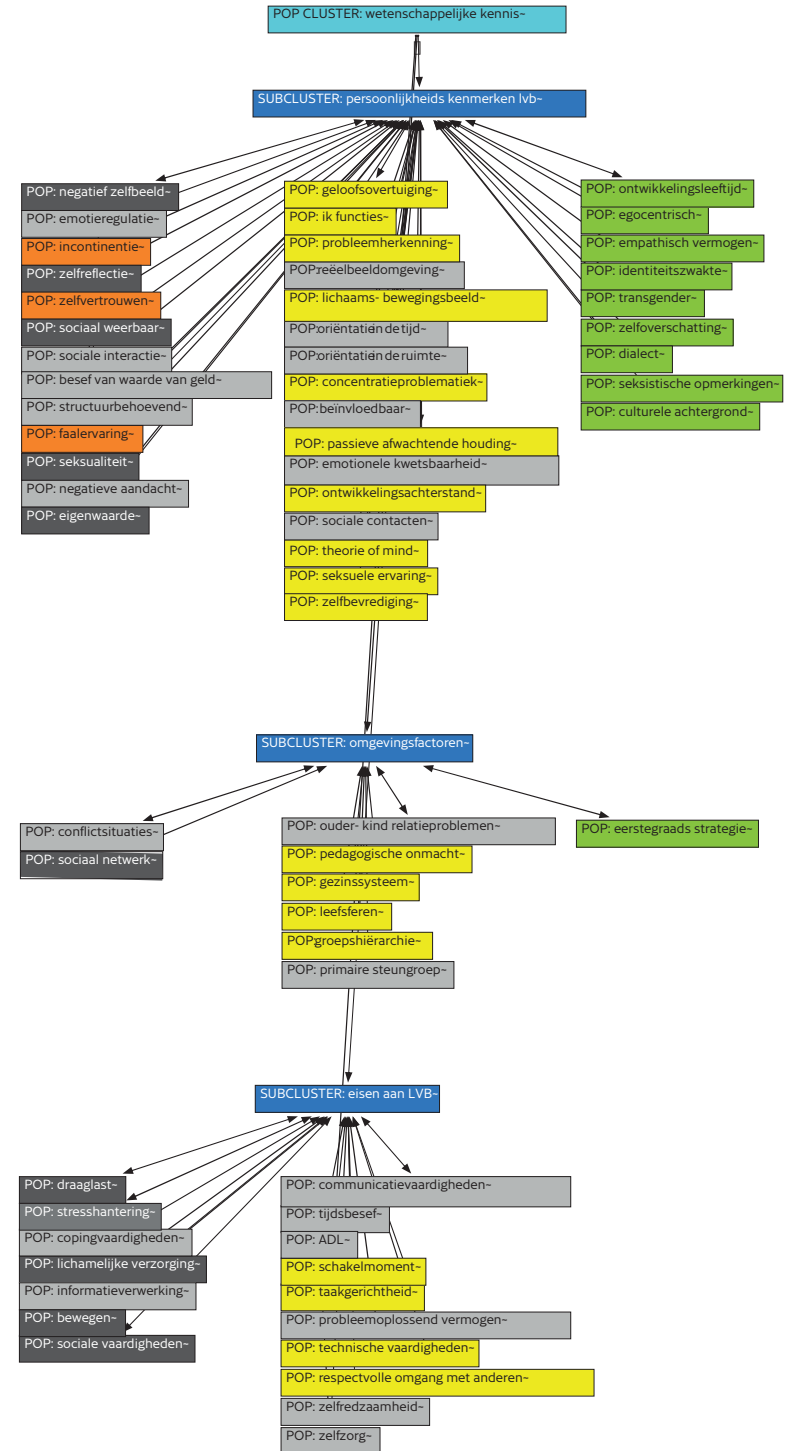 POP CLUSTER: wetenschappelijke kennis~
SUBCLUSTER: persoonlijkheids kenmerken lvb~
POP: negatief zelfbeeld~
POP: emotieregulatie~
POP: incontinentie~
POP: zelfreflectie~
POP: zelfvertrouwen~
POP: sociaal weerbaar~
POP: sociale interactie~
POP: besef van waarde van geld~
POP: structuurbehoevend~
POP: faalervaring~
POP: seksualiteit~
POP: negatieve aandacht~
POP: eigenwaarde~
POP: geloofsovertuiging~
POP: ik functies~
POP: probleemherkenning~
POP:reëelbeeldomgeving~
POP: lichaams- bewegingsbeeld~
POP:oriëntatie in de tijd~
POP:oriëntatie in de ruimte~
POP: concentratieproblematiek~
POP:beïnvloedbaar~
POP: passieve afwachtende houding~
POP: emotionele kwetsbaarheid~
POP: ontwikkelingsachterstand~
POP: sociale contacten~
POP: theorie of mind~
POP: seksuele ervaring~
POP: zelfbevrediging~
POP: ontwikkelingsleeftijd~
POP: egocentrisch~
POP: empathisch vermogen~
POP: identiteitszwakte~
POP: transgender~
POP: zelfoverschatting~
POP: dialect~
POP: seksistische opmerkingen~
POP: culturele achtergrond~
SUBCLUSTER: omgevingsfactoren~
POP: conflictsituaties~
POP: sociaal netwerk~
POP: ouder- kind relatieproblemen~
POP: pedagogische onmacht~
POP: gezinssysteem~
POP: leefsferen~
POP:groepshiërarchie~
POP: primaire steungroep~
POP: eerstegraads strategie~
SUBCLUSTER: eisen aan LVB~
POP: draaglast~
POP: stresshantering~
POP: copingvaardigheden~
POP: lichamelijke verzorging~
POP: informatieverwerking~
POP: bewegen~
POP: sociale vaardigheden~
POP: communicatievaardigheden~
POP: tijdsbesef~
POP: ADL~
POP: schakelmoment~
POP: taakgerichtheid~
POP: probleemoplossend vermogen~
POP: technische vaardigheden~
POP: respectvolle omgang met anderen~
POP: zelfredzaamheid~
POP: zelfzorg~